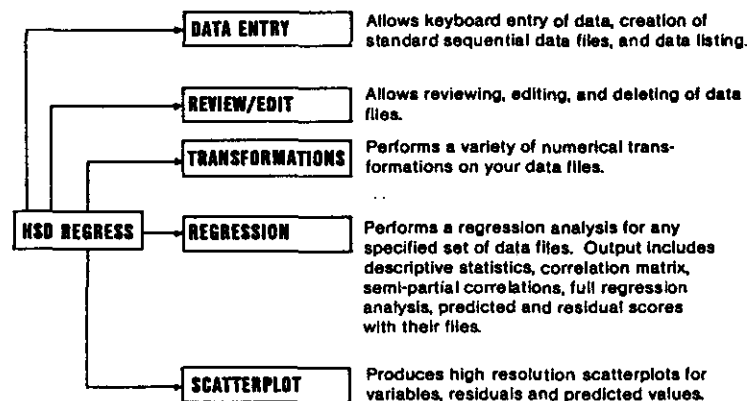 DATA ENTRY
Allows keyboard entry of data, creation of
standard sequential data files, and data listing.
REVIEW/EDIT
Allows reviewing, editing, and deleting of data
files.
TRANSFORMATIONS
Performs a variety of numerical trans-
formations on your data files.
HSD REGRESS
REGRESSION
Performs a regression analysis for any
specified set of data files. Output includes
descriptive statistics, correlation matrix,
semi-partial correlations, full regression
analysis, predicted and residual scores
with their files.
SCATTERPLOT
Produces high resolution scatterplots for
variables, residuals and predicted values.